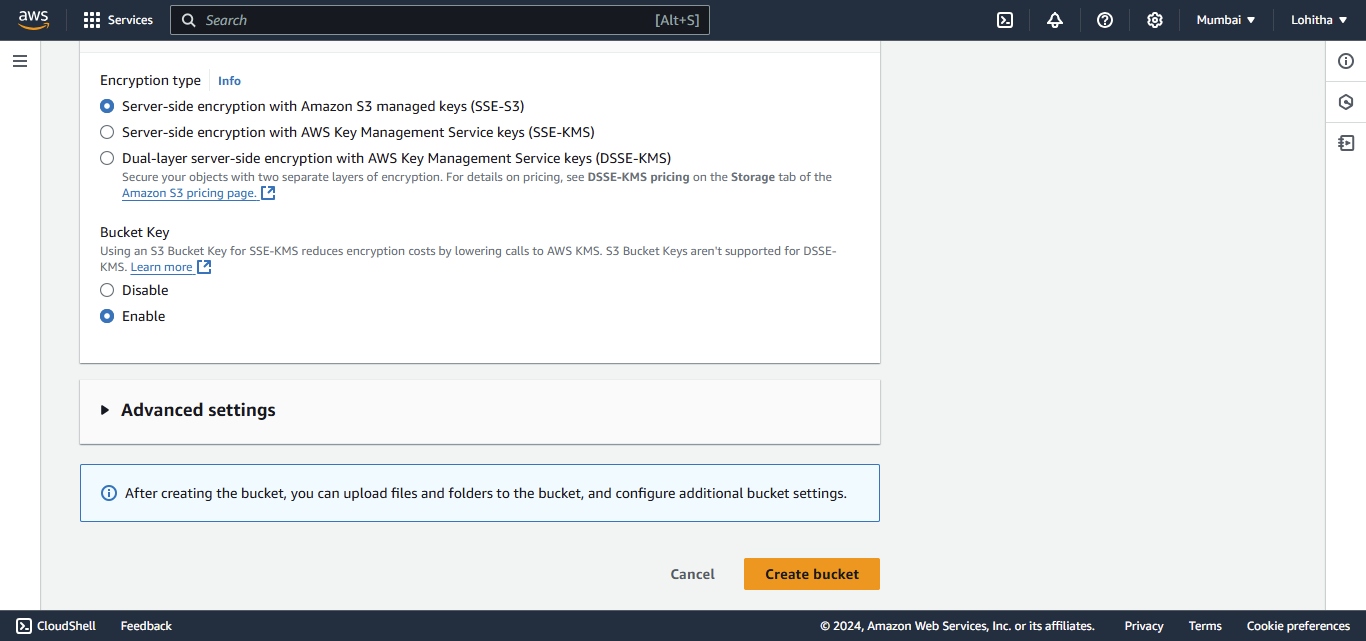 aws
Services
Search
[Alt+S]
Mumbai
Lohitha
Encryption type
Info
Server-side encryption with Amazon S3 managed keys (SSE-S3)
Server-side encryption with AWS Key Management Service keys (SSE-KMS)
Dual-layer server-side encryption with AWS Key Management Service keys (DSSE-KMS)
Secure your objects with two separate layers of encryption. For details on pricing, see DSSE-KMS pricing on the Storage tab of the
Amazon S3 pricing page.
Bucket Key
Using an S3 Bucket Key for SSE-KMS reduces encryption costs by lowering calls to AWS KMS. S3 Bucket Keys aren't supported for DSSE-
KMS. Learn more
Disable
Enable
Advanced settings
After creating the bucket, you can upload files and folders to the bucket, and configure additional bucket settings.
Cancel
Create bucket
CloudShell
Feedback
© 2024, Amazon Web Services, Inc. or its affiliates.
Privacy
Terms
Cookie preferences